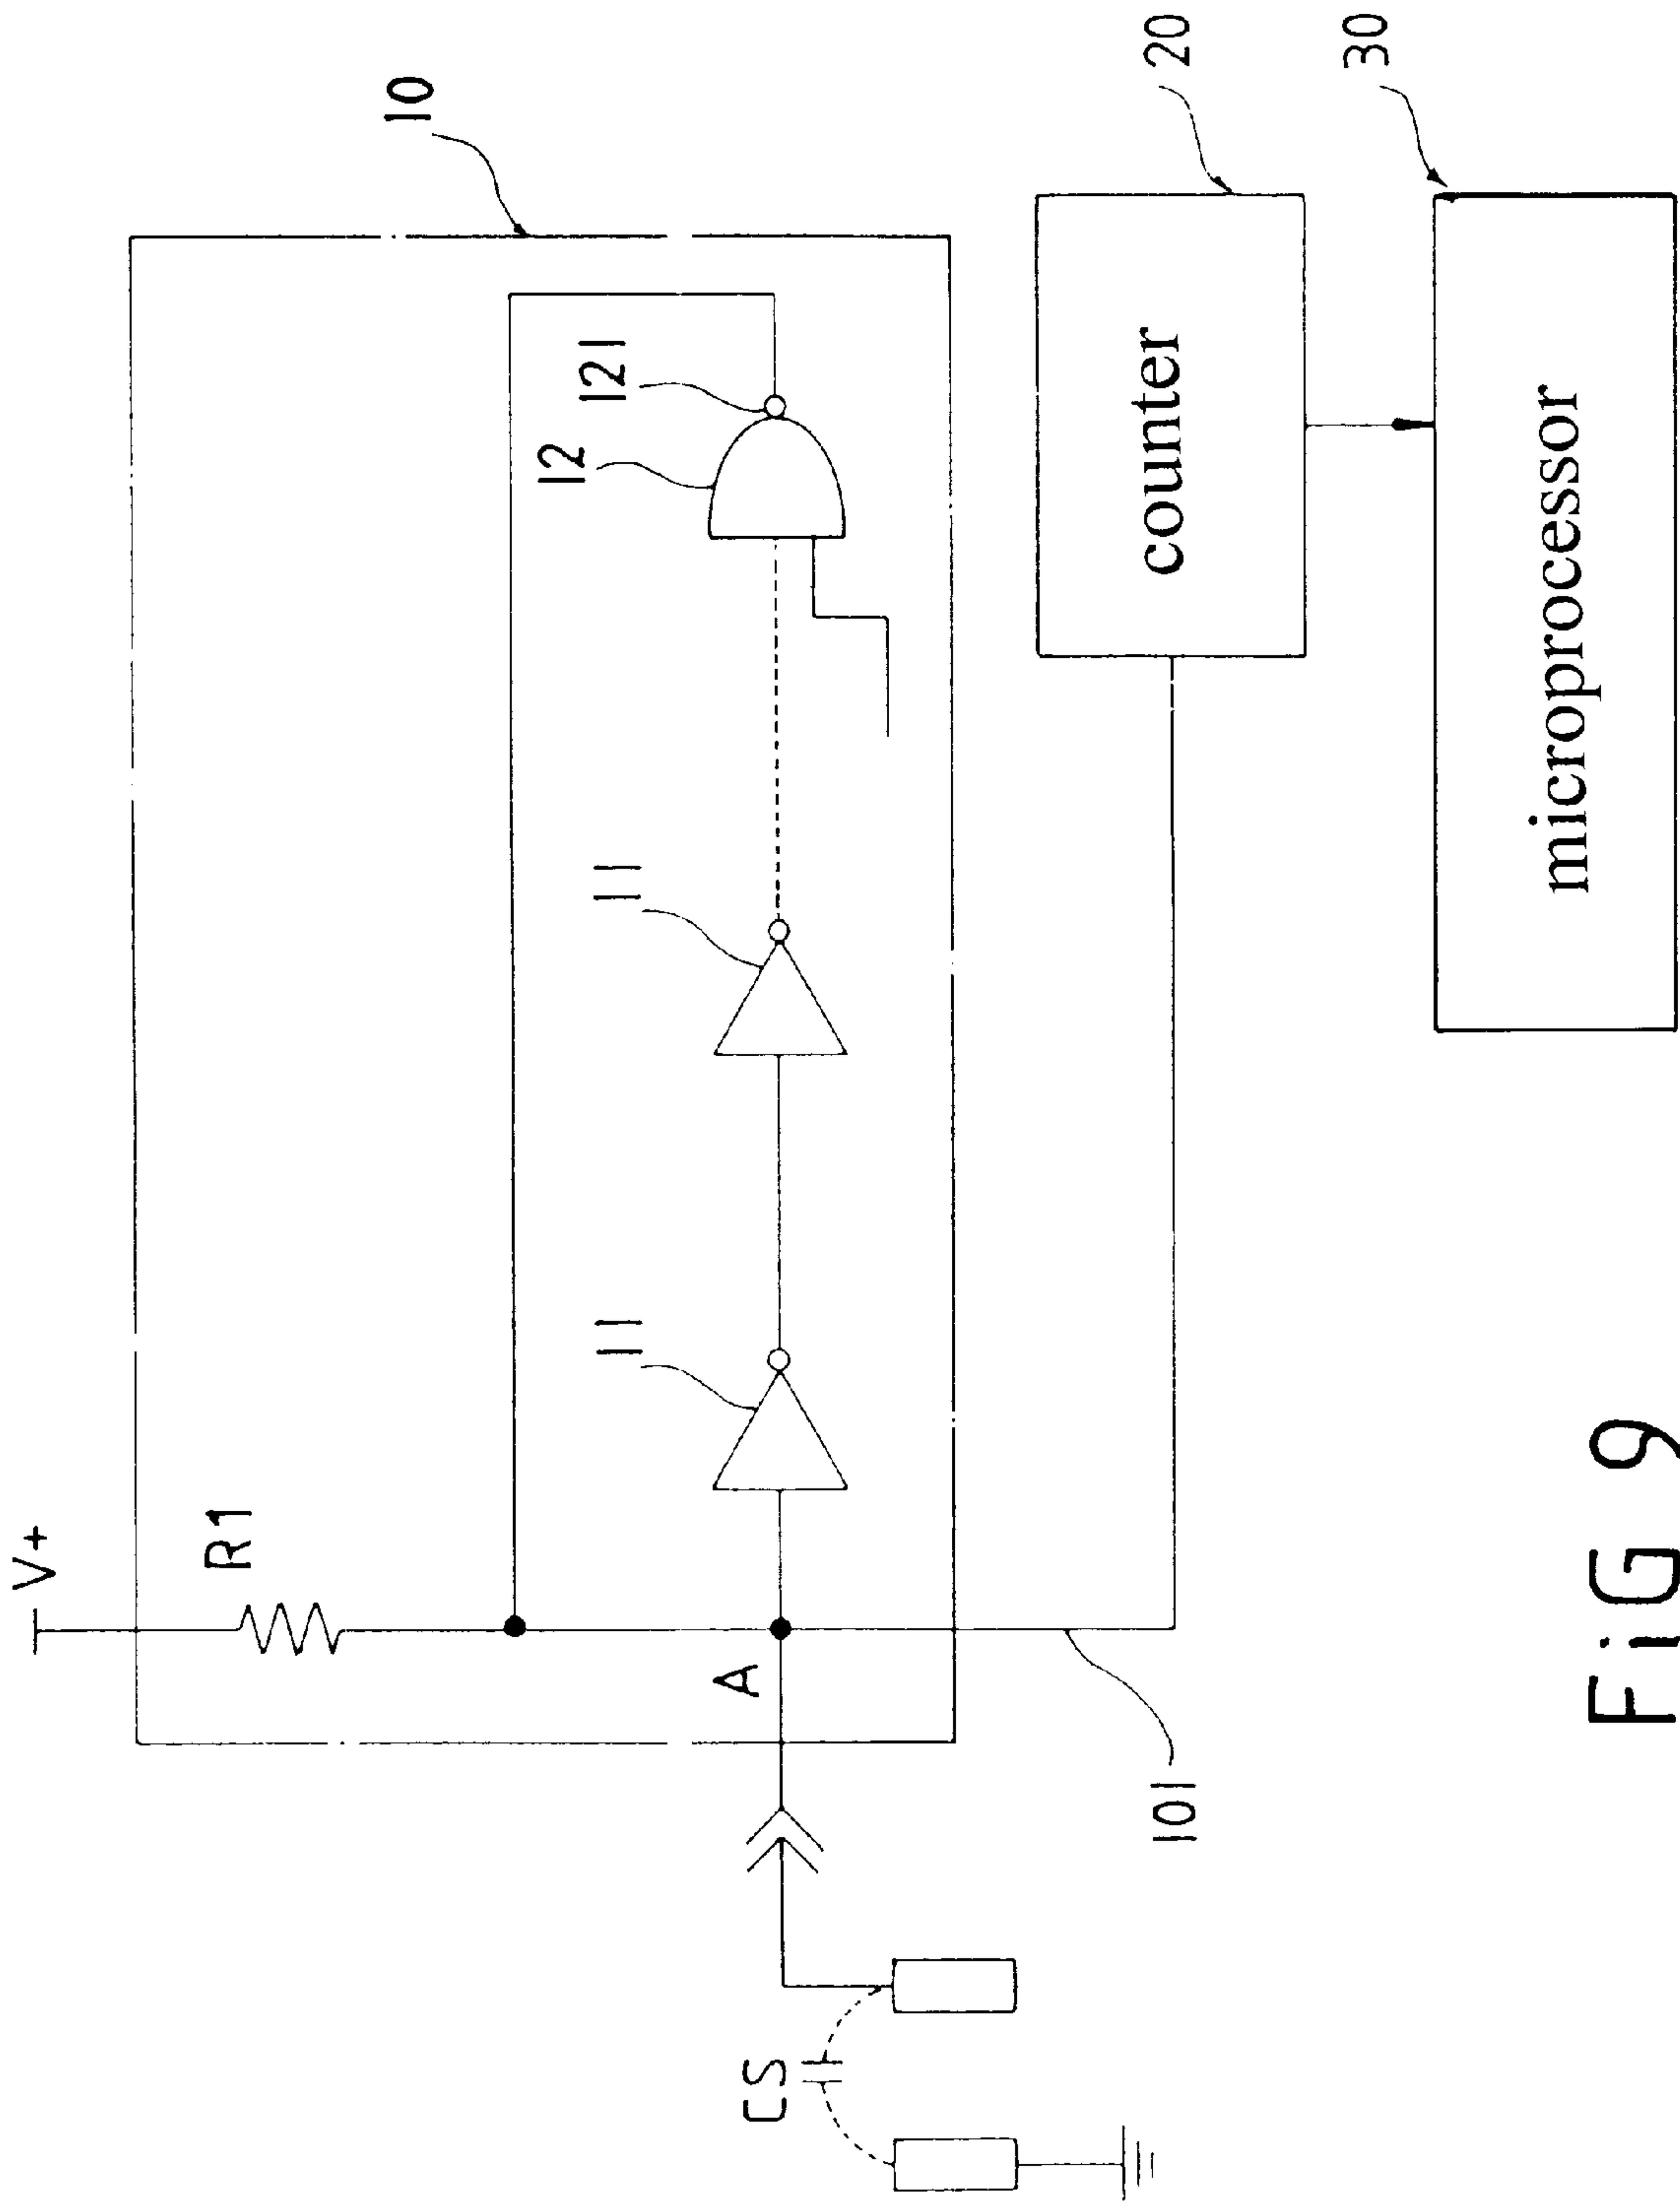 V+
R1
10
11
11
12
121
A
CS
101
counter
20
microprocessor
30
FiG 9